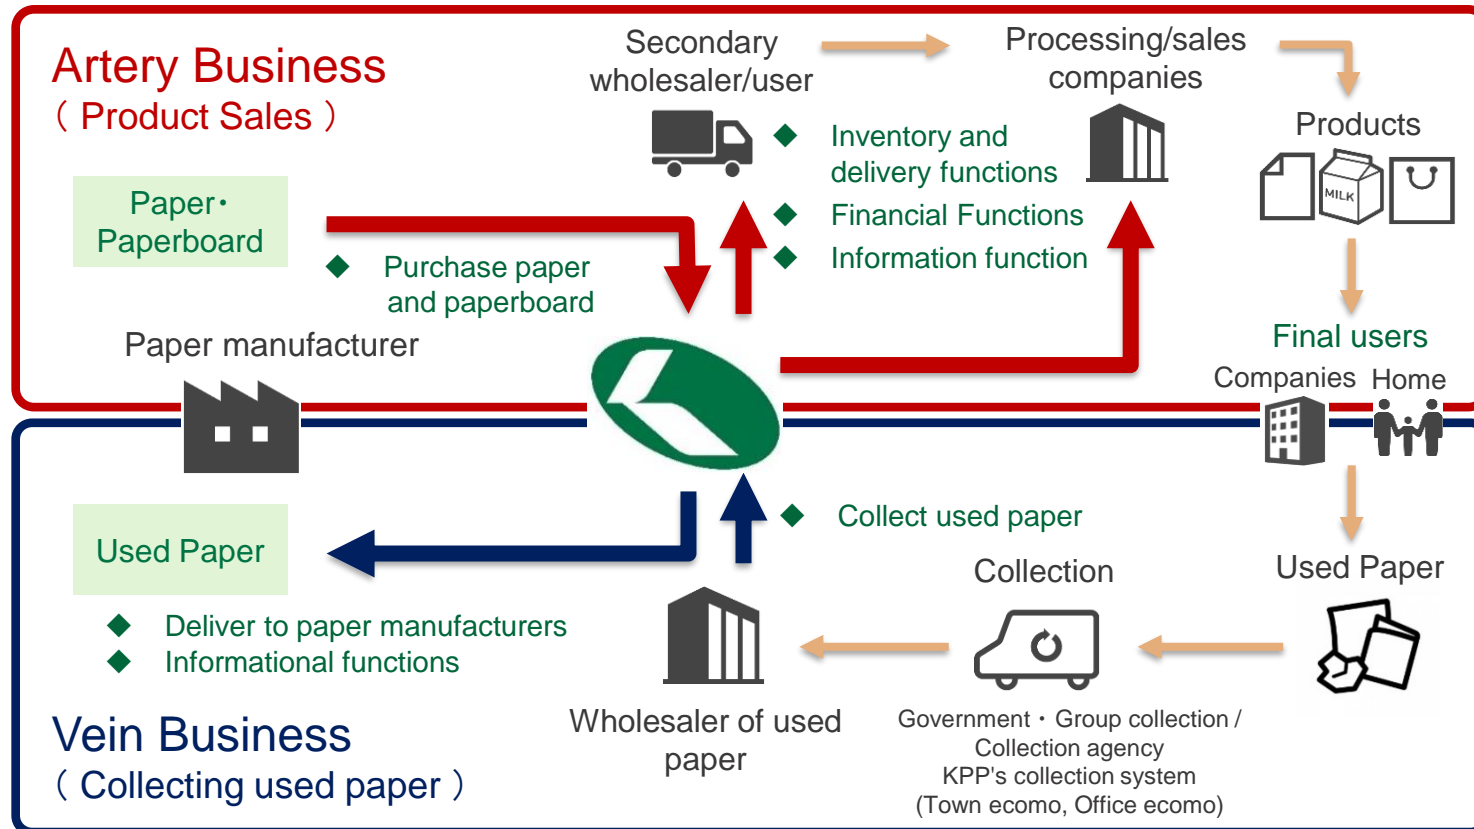 Artery Business
（ Product Sales ）
Paper・
Paperboard
◆ Purchase paper
and paperboard
Paper manufacturer
Secondary
wholesaler/user
◆ Inventory and
delivery functions
◆ Financial Functions
◆ Information function
Processing/sales
companies
Products
MILK
Final users
Companies
Home
Used Paper
◆ Deliver to paper manufacturers
◆ Informational functions
Vein Business
（ Collecting used paper ）
◆ Collect used paper
Wholesaler of used
paper
Collection
Government・Group collection /
Collection agency
KPP's collection system
(Town ecomo, Office ecomo)
Used Paper